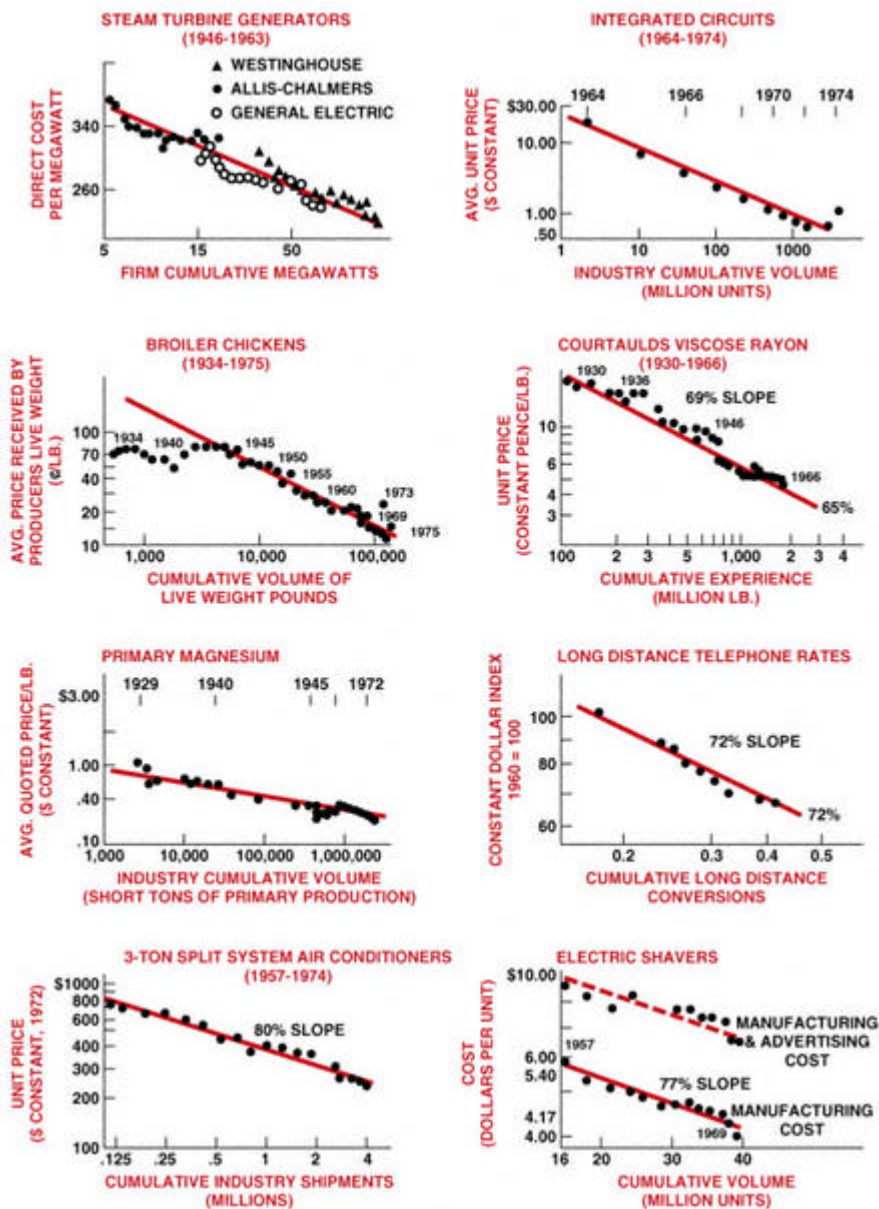 STEAM TURBINE GENERATORS
(1946-1963)
▲ WESTINGHOUSE
● ALLIS-CHALMERS
○ GENERAL ELECTRIC
DIRECT COST
PER MEGAWATT
340
260
5
15
50
FIRM CUMULATIVE MEGAWATTS
INTEGRATED CIRCUITS
(1964-1974)
1964
1966
1970
1974
AVG. UNIT PRICE
($ CONSTANT)
$30.00
10.00
1.00
.50
1
10
100
1000
INDUSTRY CUMULATIVE VOLUME
(MILLION UNITS)
BROILER CHICKENS
(1934-1975)
AVG. PRICE RECEIVED BY
PRODUCERS LIVE WEIGHT
(¢/LB.)
100
70
40
20
10
1934
1940
1945
1950
1955
1960
1973
1969
1975
1,000
10,000
100,000
CUMULATIVE VOLUME OF
LIVE WEIGHT POUNDS
COURTAULDS VISCOSE RAYON
(1930-1966)
UNIT PRICE
(CONSTANT PENCE/LB.)
10
6
4
3
1930
1936
69% SLOPE
1946
1966
65%
100
2
3
5
1,000
2
3
4
CUMULATIVE EXPERIENCE
(MILLION LB.)
PRIMARY MAGNESIUM
1929
1940
1945
1972
AVG. QUOTED PRICE/LB.
($ CONSTANT)
$3.00
1.00
.40
.10
1,000
10,000
100,000
1,000,000
INDUSTRY CUMULATIVE VOLUME
(SHORT TONS OF PRIMARY PRODUCTION)
LONG DISTANCE TELEPHONE RATES
CONSTANT DOLLAR INDEX
1960 = 100
100
80
60
72% SLOPE
72%
0.2
0.3
0.4
0.5
CUMULATIVE LONG DISTANCE
CONVERSIONS
3-TON SPLIT SYSTEM AIR CONDITIONERS
(1957-1974)
UNIT PRICE
($ CONSTANT, 1972)
$1000
800
600
400
300
200
100
80% SLOPE
.125
.25
.5
1
2
4
CUMULATIVE INDUSTRY SHIPMENTS
(MILLIONS)
ELECTRIC SHAVERS
COST
(DOLLARS PER UNIT)
$10.00
6.00
5.40
4.17
4.00
MANUFACTURING
& ADVERTISING
COST
1957
77% SLOPE
MANUFACTURING
COST
1969
16
20
30
40
CUMULATIVE VOLUME
(MILLION UNITS)